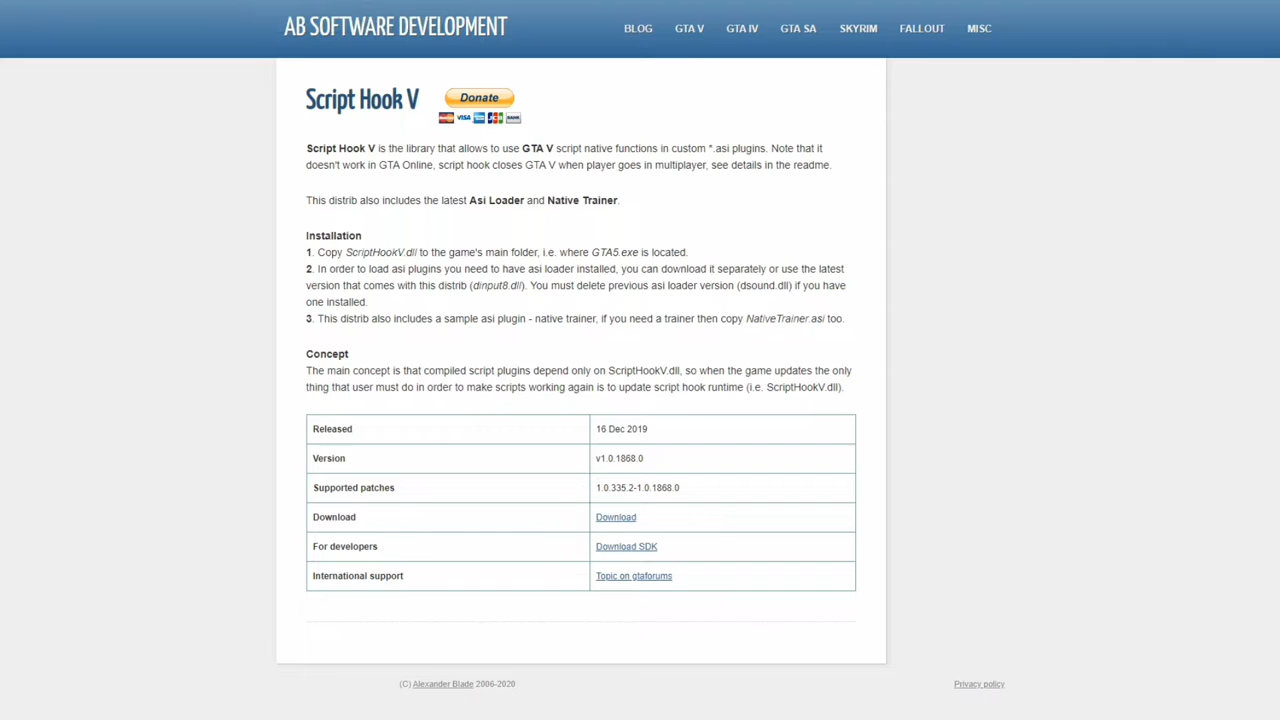 AB SOFTWARE DEVELOPMENT
BLOG GTA V GTA IV GTA SA SKYRIM FALLOUT MISC
Script Hook V
Donate
VISA
BANK
Script Hook V is the library that allows to use GTA V script native functions in custom *.asi plugins. Note that it
doesn't work in GTA Online, script hook closes GTA V when player goes in multiplayer, see details in the readme.
This distrib also includes the latest Asi Loader and Native Trainer.
Installation
1. Copy ScriptHookV.dll to the game's main folder, i.e. where GTA5.exe is located.
2. In order to load asi plugins you need to have asi loader installed, you can download it separately or use the latest
version that comes with this distrib (dinput8.dll). You must delete previous asi loader version (dsound.dll) if you have
one installed.
3. This distrib also includes a sample asi plugin - native trainer, if you need a trainer then copy NativeTrainer.asi too.
Concept
The main concept is that compiled script plugins depend only on ScriptHookV.dll, so when the game updates the only
thing that user must do in order to make scripts working again is to update script hook runtime (i.e. ScriptHookV.dll).
Released 16 Dec 2019
Version v1.0.1868.0
Supported patches 1.0.335.2-1.0.1868.0
Download Download
For developers Download SDK
International support Topic on gtaforums
(C) Alexander Blade 2006-2020
Privacy policy